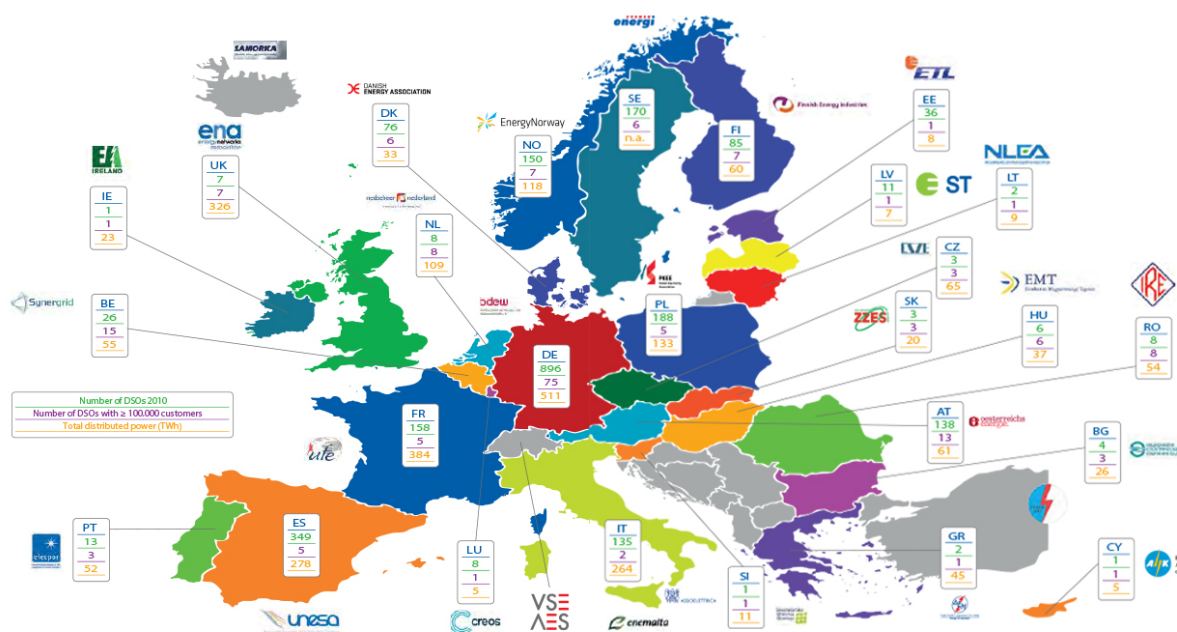 SAMORKA
energi
DANISH
ENERGY ASSOCIATION
EnergyNorway
Finnish Energy Industries
ETL
ena
energy networks
association
EA
IRELAND
NLEA
ST
EMT
IRE
ZZES
Synergrid
bdew
PKEE
oesterreichs
energie
ufe
elecpor
unesa
creos
VSE
AES
enemalta
SE
170
6
n.a.
DK
76
6
33
NO
150
7
118
FI
85
7
60
EE
36
1
8
UK
7
7
326
IE
1
1
23
NL
8
8
109
LV
11
1
7
LT
2
1
9
CZ
3
3
65
BE
26
15
55
PL
188
5
133
SK
3
3
20
HU
6
6
37
RO
8
8
54
DE
896
75
511
Number of DSOs 2010
Number of DSOs with ≥ 100.000 customers
Total distributed power (TWh)
FR
158
5
384
AT
138
13
61
BG
4
3
26
PT
13
3
52
ES
349
5
278
LU
8
1
5
IT
135
2
264
SI
1
1
11
GR
2
1
45
CY
1
1
5